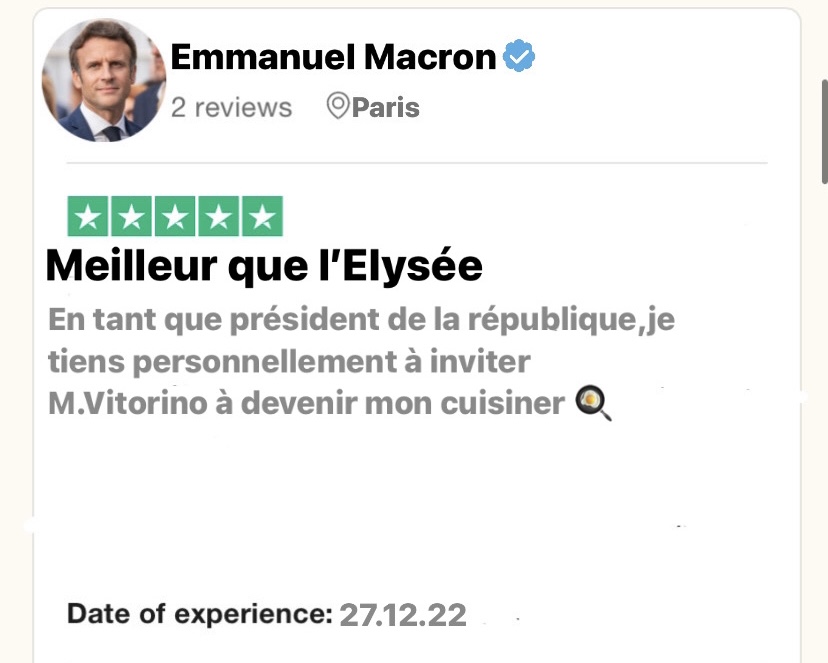 Emmanuel Macron
2 reviews Paris
Meilleur que l’Elysée
En tant que président de la république,je
tiens personnellement à inviter
M.Vitorino à devenir mon cuisiner 🍳
Date of experience: 27.12.22